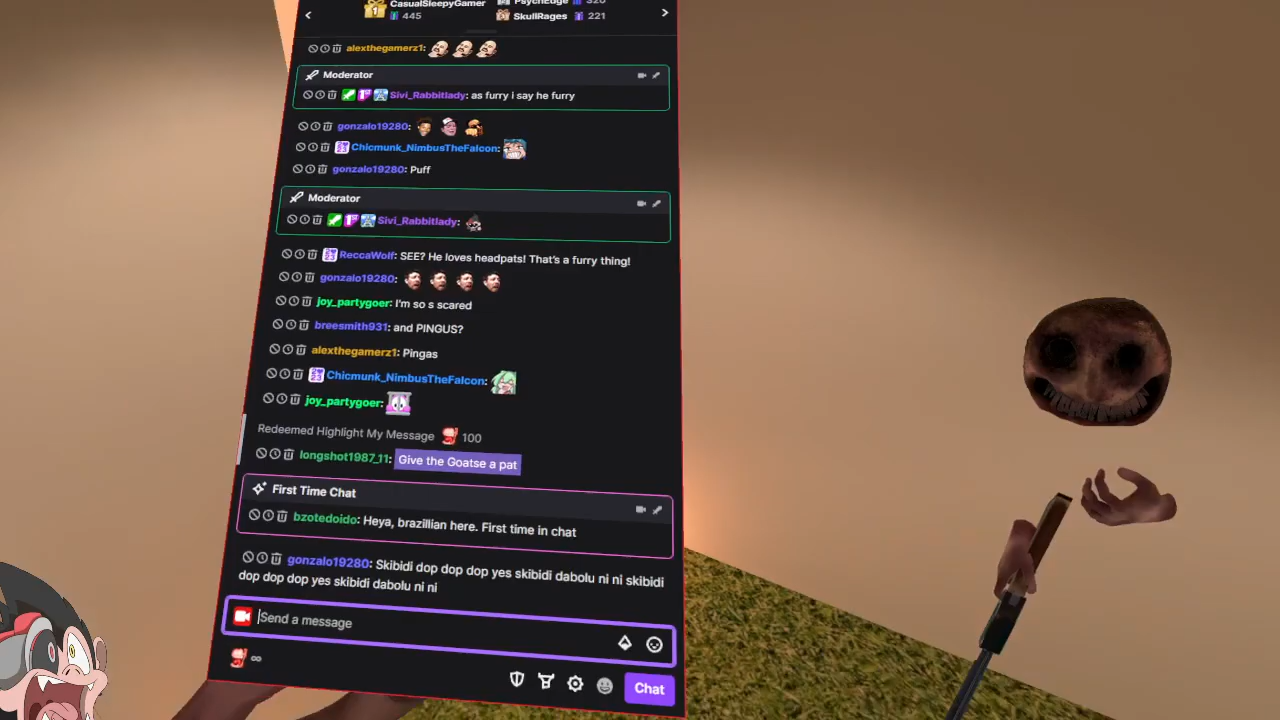 CasualSleepyGamer
445
PsychEdge 320
SkullRages 221
alexthegamerz1:
Moderator
Sivi_Rabbitlady: as furry i say he furry
gonzalo19280:
Chicmunk_NimbusTheFalcon:
gonzalo19280: Puff
Moderator
Sivi_Rabbitlady:
ReccaWolf: SEE? He loves headpats! That's a furry thing!
gonzalo19280:
joy_partygoer: I'm so s scared
breesmith931: and PINGUS?
alexthegamerz1: Pingas
Chicmunk_NimbusTheFalcon:
joy_partygoer:
Redeemed Highlight My Message 100
longshot1987_11: Give the Goatse a pat
First Time Chat
bzotedoido: Heya, brazillian here. First time in chat
gonzalo19280: Skibidi dop dop dop yes skibidi dabolu ni ni skibidi
dop dop dop yes skibidi dabolu ni ni
Send a message
∞
Chat